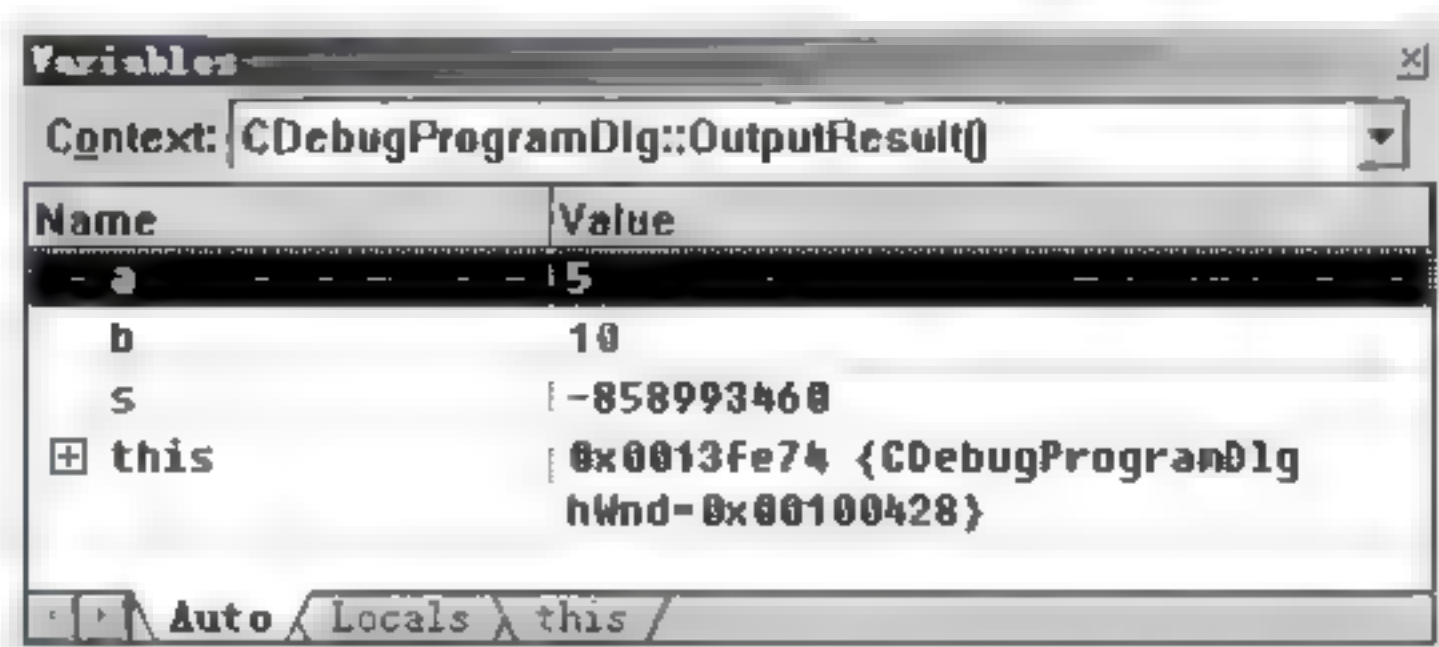 Variables
Context: CDebugProgramDlg::OutputResult()
Name Value
a 5
b 10
s -858993460
this 0x0013fe74 {CDebugProgramDlg
hWnd=0x00100428}
Auto Locals this